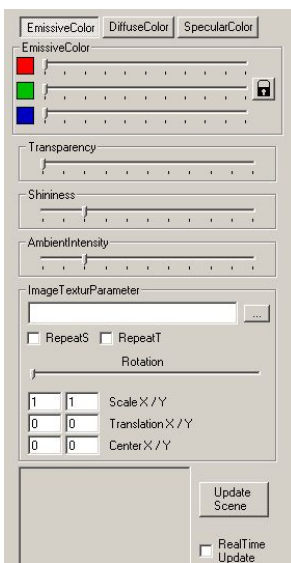 EmissiveColor DiffuseColor SpecularColor
EmissiveColor
Transparency
Shininess
AmbientIntensity
ImageTexturParameter
...
RepeatS RepeatT
Rotation
1 1 Scale X / Y
0 0 Translation X / Y
0 0 Center X / Y
Update
Scene
RealTime
Update